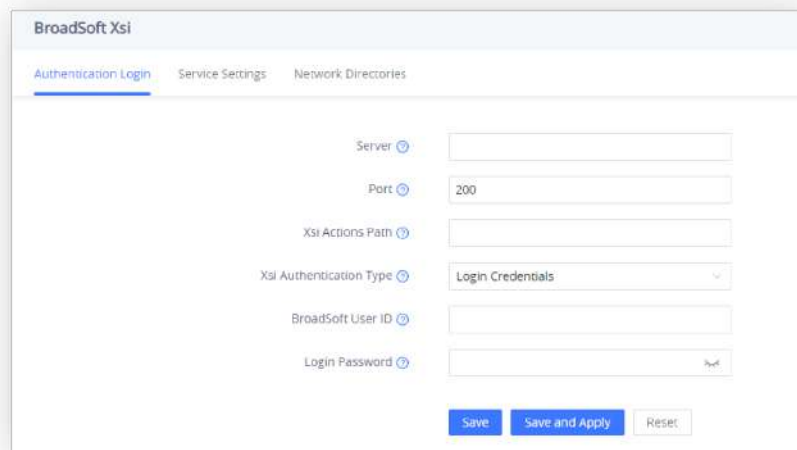 BroadSoft Xsi
Authentication Login Service Settings Network Directories
Server
Port 200
Xsi Actions Path
Xsi Authentication Type Login Credentials
BroadSoft User ID
Login Password
Save Save and Apply Reset